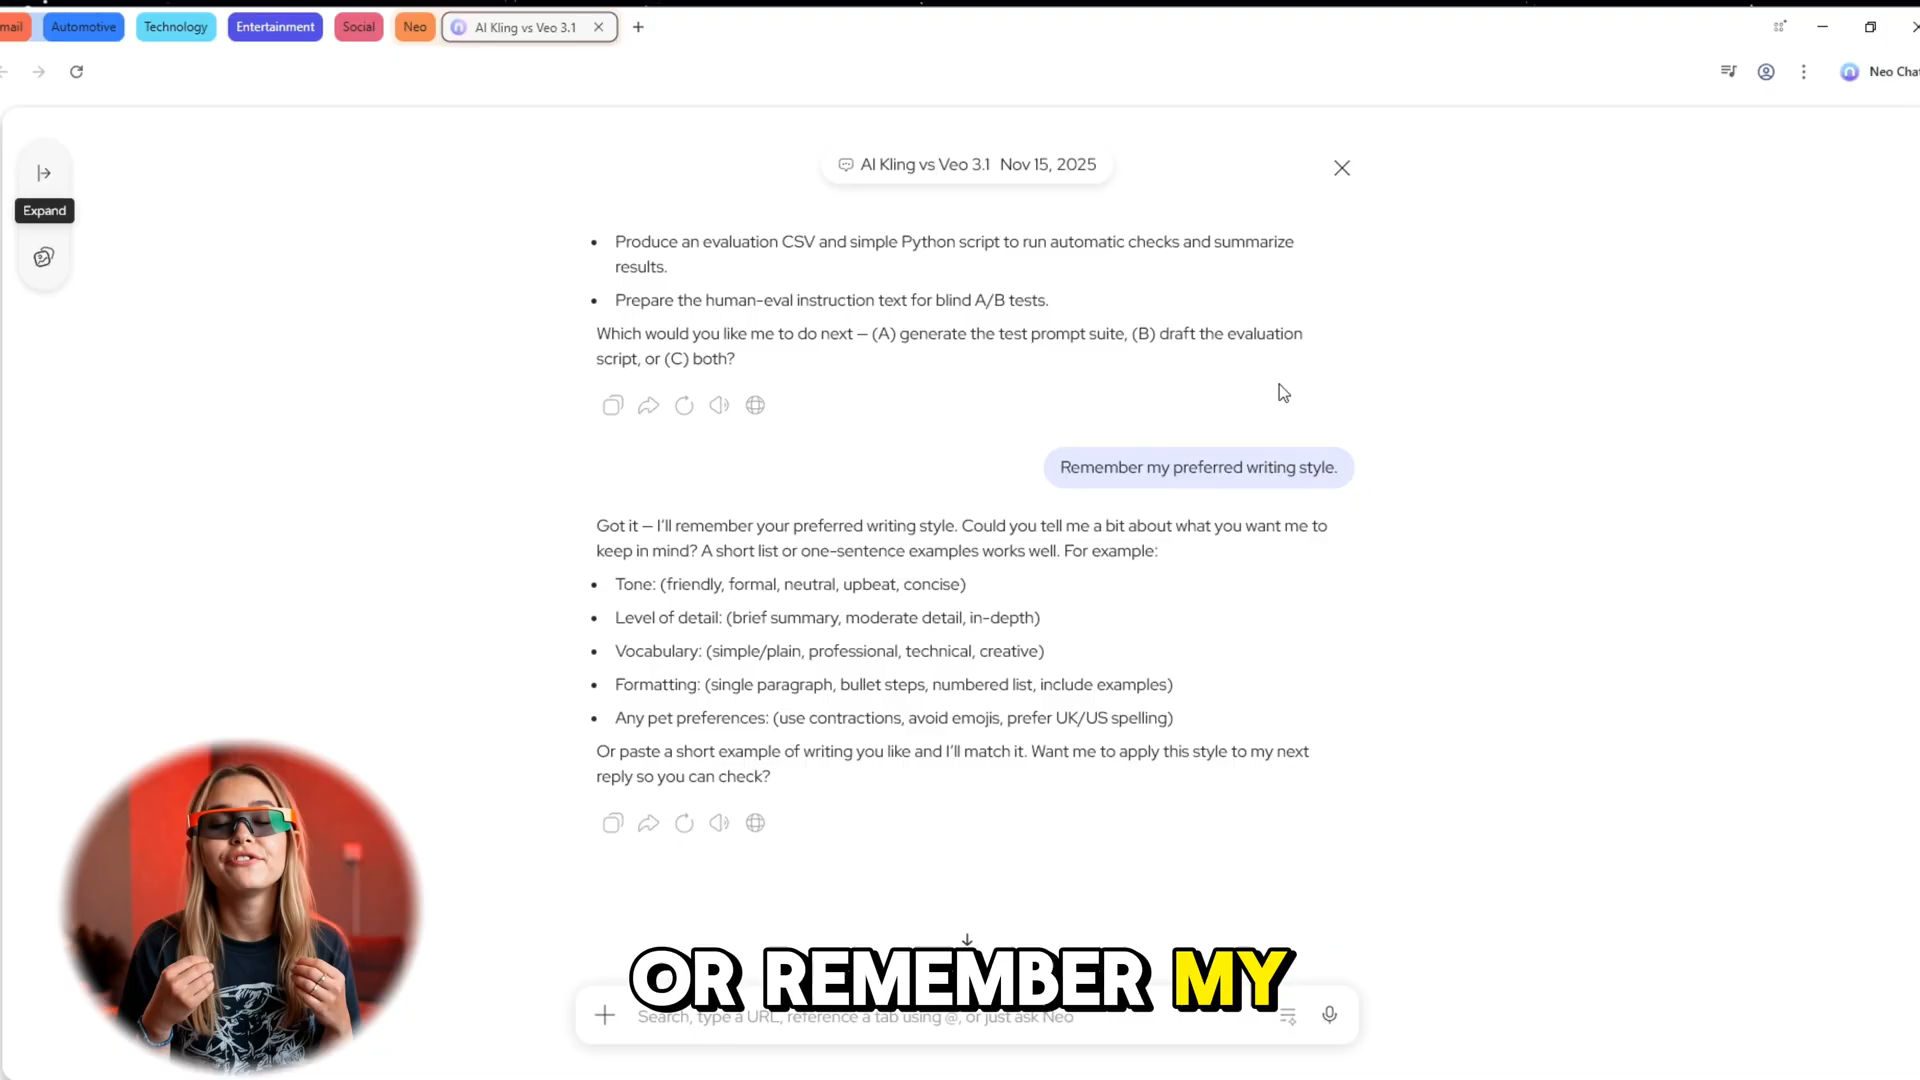 mail
Automotive
Technology
Entertainment
Social
Neo
AI Kling vs Veo 3.1
Neo Chat
Expand
AI Kling vs Veo 3.1 Nov 15, 2025
• Produce an evaluation CSV and simple Python script to run automatic checks and summarize
results.
• Prepare the human-eval instruction text for blind A/B tests.
Which would you like me to do next – (A) generate the test prompt suite, (B) draft the evaluation
script, or (C) both?
Remember my preferred writing style.
Got it – I'll remember your preferred writing style. Could you tell me a bit about what you want me to
keep in mind? A short list or one-sentence examples works well. For example:
• Tone: (friendly, formal, neutral, upbeat, concise)
• Level of detail: (brief summary, moderate detail, in-depth)
• Vocabulary: (simple/plain, professional, technical, creative)
• Formatting: (single paragraph, bullet steps, numbered list, include examples)
• Any pet preferences: (use contractions, avoid emojis, prefer UK/US spelling)
Or paste a short example of writing you like and I'll match it. Want me to apply this style to my next
reply so you can check?
OR REMEMBER MY
Search, type a URL, reference a tab using @, or just ask Neo